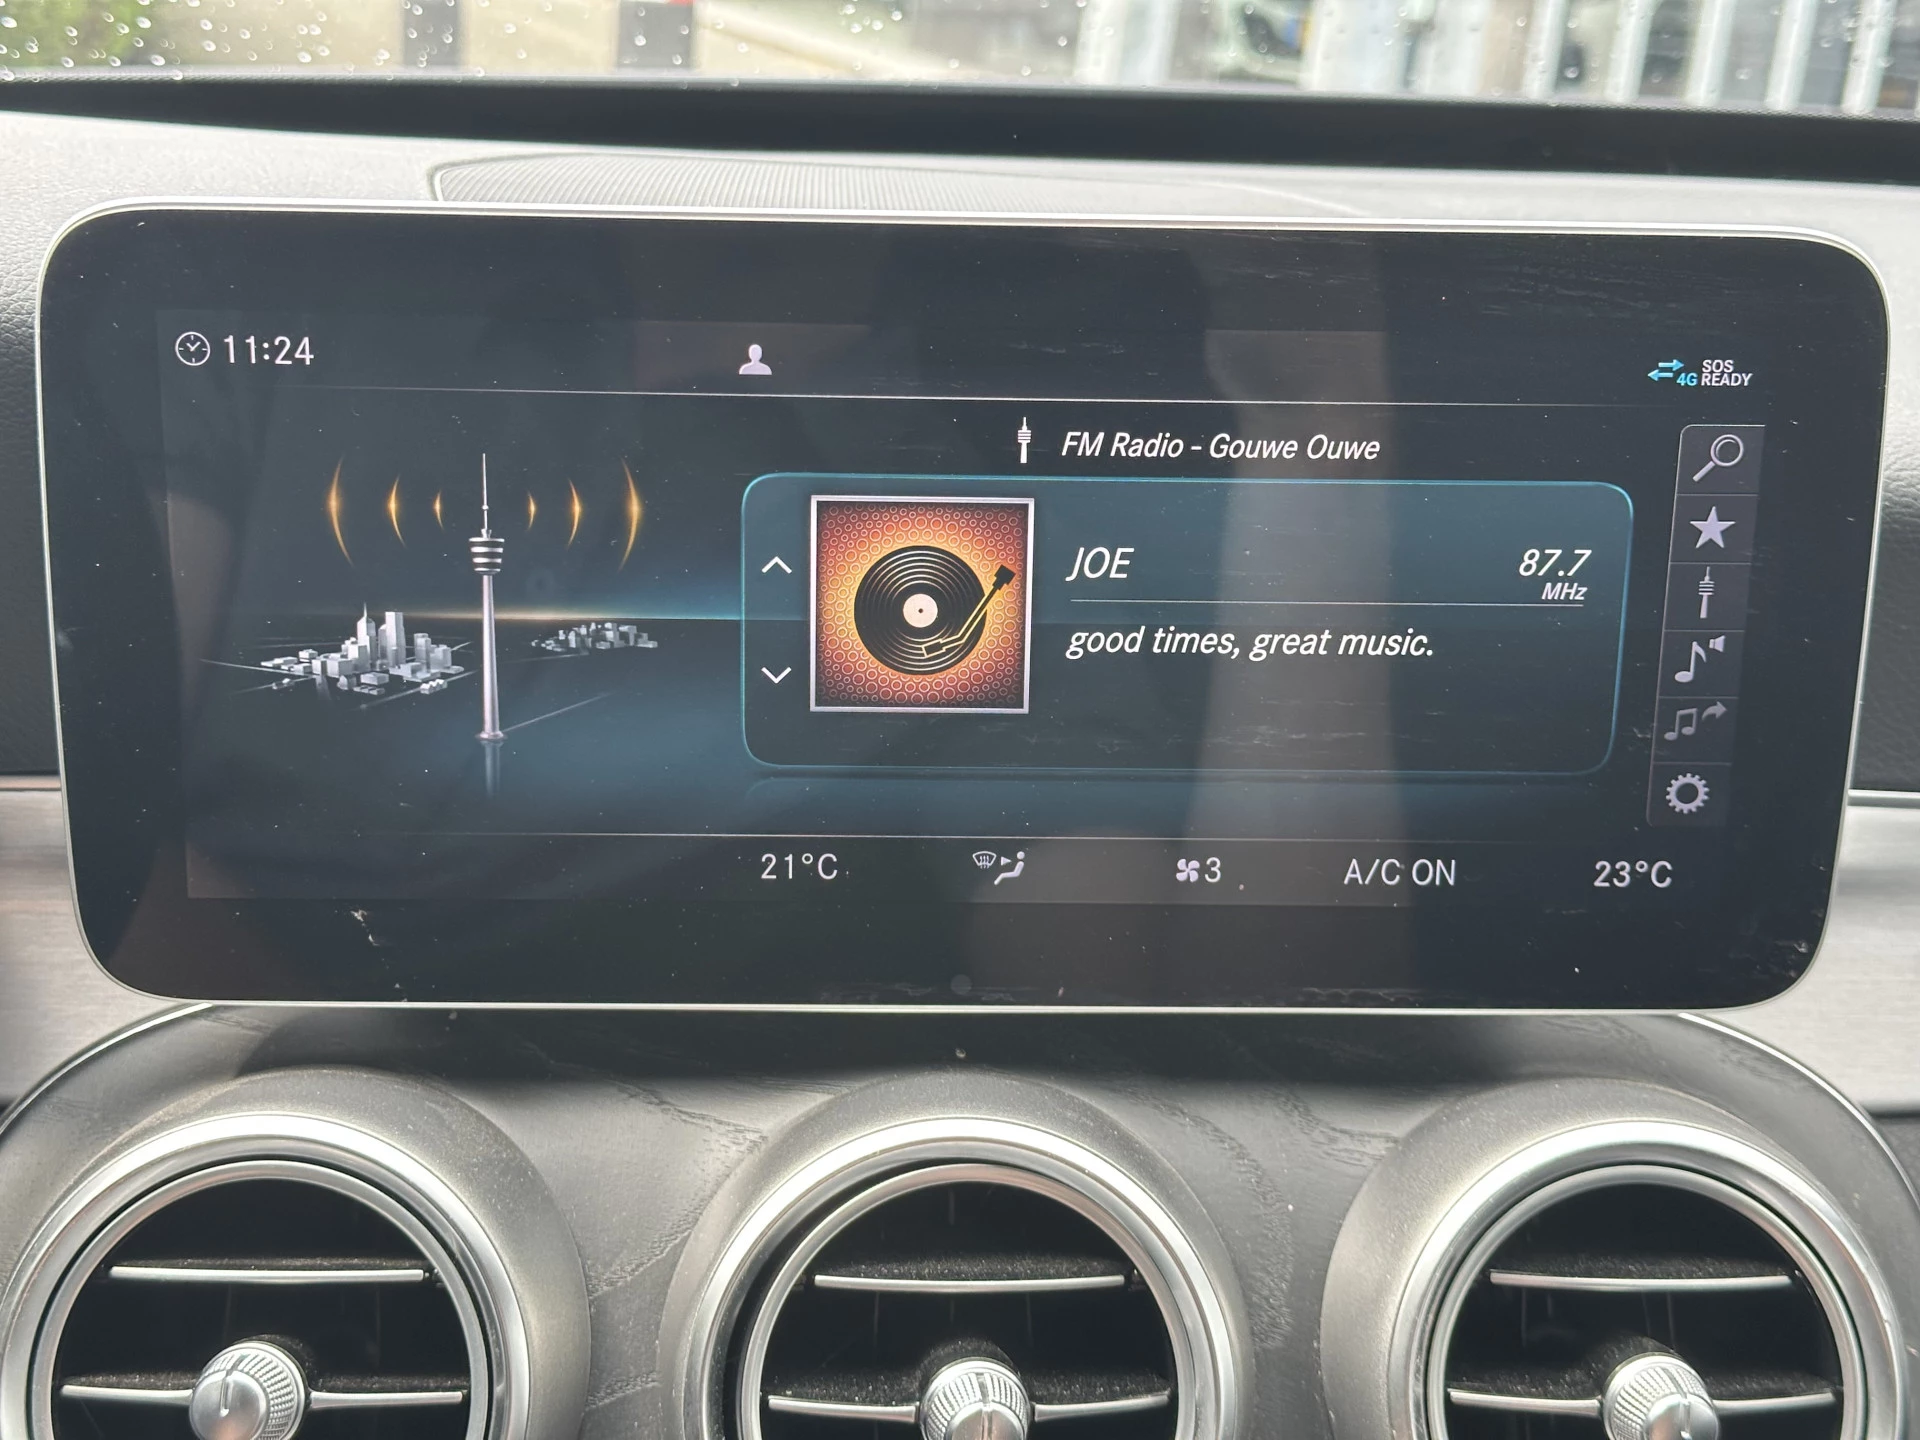 11:24
4G SOS READY
FM Radio - Gouwe Ouwe
JOE 87.7
MHz
good times, great music.
21°C 3 A/C ON 23°C